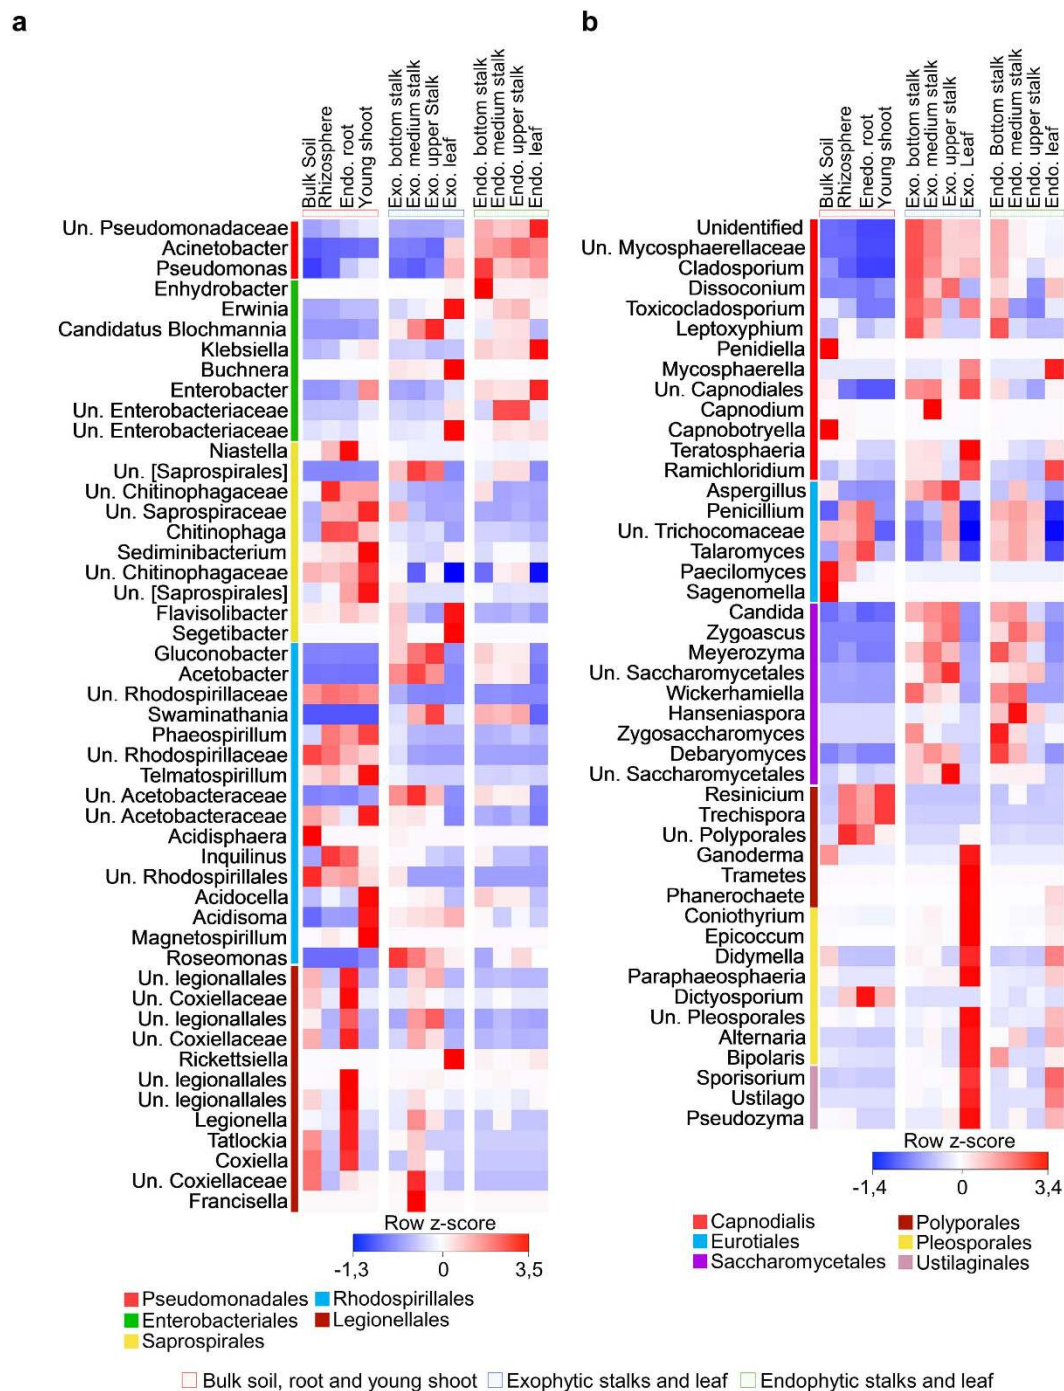 a
b
Bulk Soil
Rhizosphere
Endo. root
Young shoot
Exo. bottom stalk
Exo. medium stalk
Exo. upper Stalk
Exo. leaf
Endo. bottom stalk
Endo. medium stalk
Endo. upper stalk
Endo. leaf
Un. Pseudomonadaceae
Acinetobacter
Pseudomonas
Enhydrobacter
Erwinia
Candidatus Blochmannia
Klebsiella
Buchnera
Enterobacter
Un. Enterobacteriaceae
Un. Enterobacteriaceae
Niastella
Un. [Saprospirales]
Un. Chitinophagaceae
Un. Saprospiraceae
Chitinophaga
Sediminibacterium
Un. Chitinophagaceae
Un. [Saprospirales]
Flavisolibacter
Segetibacter
Gluconobacter
Acetobacter
Un. Rhodospirillaceae
Swaminathania
Phaeospirillum
Un. Rhodospirillaceae
Telmatospirillum
Un. Acetobacteraceae
Un. Acetobacteraceae
Acidisphaera
Inquilinus
Un. Rhodospirillales
Acidocella
Acidisoma
Magnetospirillum
Roseomonas
Un. legionallales
Un. Coxiellaceae
Un. legionallales
Un. Coxiellaceae
Rickettsiella
Un. legionallales
Un. legionallales
Legionella
Tatlockia
Coxiella
Un. Coxiellaceae
Francisella
Row z-score
-1,3 0 3,5
Pseudomonadales
Enterobacteriales
Saprospirales
Rhodospirillales
Legionellales
Bulk Soil
Rhizosphere
Enedo. root
Young shoot
Exo. bottom stalk
Exo. medium stalk
Exo. upper stalk
Exo. Leaf
Endo. Bottom stalk
Endo. medium stalk
Endo. upper stalk
Endo. leaf
Unidentified
Un. Mycosphaerellaceae
Cladosporium
Dissoconium
Toxicocladosporium
Leptoxyphium
Penidiella
Mycosphaerella
Un. Capnodiales
Capnodium
Capnobotryella
Teratosphaeria
Ramichloridium
Aspergillus
Penicillium
Un. Trichocomaceae
Talaromyces
Paecilomyces
Sagenomella
Candida
Zygoascus
Meyerozyma
Un. Saccharomycetales
Wickerhamiella
Hanseniaspora
Zygosaccharomyces
Debaryomyces
Un. Saccharomycetales
Resinicium
Trechispora
Un. Polyporales
Ganoderma
Trametes
Phanerochaete
Coniothyrium
Epicoccum
Didymella
Paraphaeosphaeria
Dictyosporium
Un. Pleosporales
Alternaria
Bipolaris
Sporisorium
Ustilago
Pseudozyma
Row z-score
-1,4 0 3,4
Capnodialis
Eurotiales
Saccharomycetales
Polyporales
Pleosporales
Ustilaginales
Bulk soil, root and young shoot
Exophytic stalks and leaf
Endophytic stalks and leaf